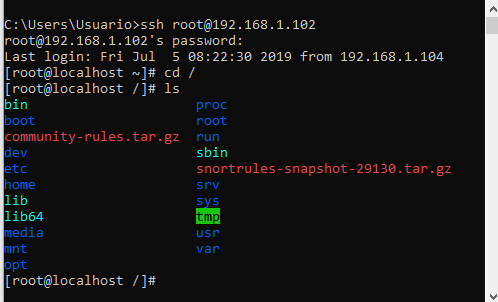 C:\Users\Usuario>ssh root@192.168.1.102
root@192.168.1.102's password:
Last login: Fri Jul  5 08:22:30 2019 from 192.168.1.104
[root@localhost ~]# cd /
[root@localhost /]# ls
bin                      proc
boot                     root
community-rules.tar.gz   run
dev                      sbin
etc                      snortrules-snapshot-29130.tar.gz
home                     srv
lib                      sys
lib64                    tmp
media                    usr
mnt                      var
opt
[root@localhost /]#